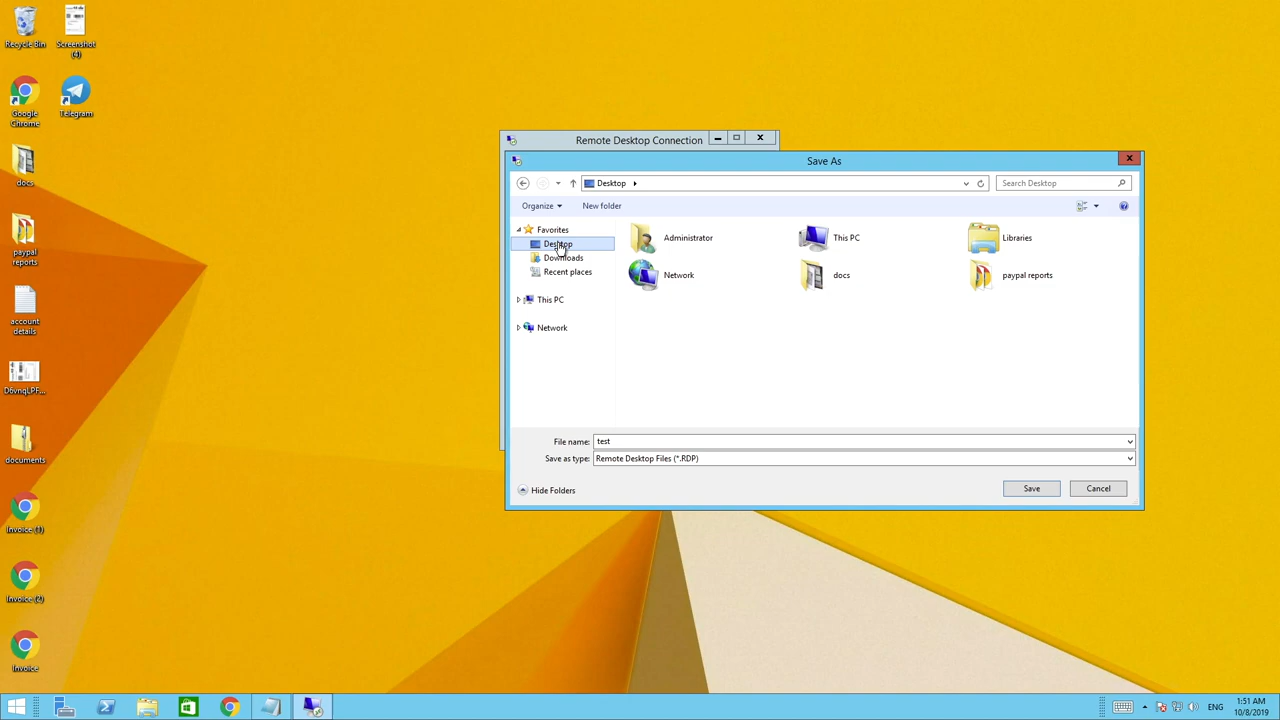 Recycle Bin
Screenshot
(4)
Google
Chrome
Telegram
docs
paypal
reports
account
details
D6vnqLPF...
documents
Invoice (1)
Invoice (2)
Invoice
Remote Desktop Connection
Save As
Desktop
Search Desktop
Organize
New folder
Favorites
Desktop
Downloads
Recent places
This PC
Network
Administrator
This PC
Libraries
Network
docs
paypal reports
File name: test
Save as type: Remote Desktop Files (*.RDP)
Hide Folders
Save
Cancel
ENG
1:51 AM
10/8/2019